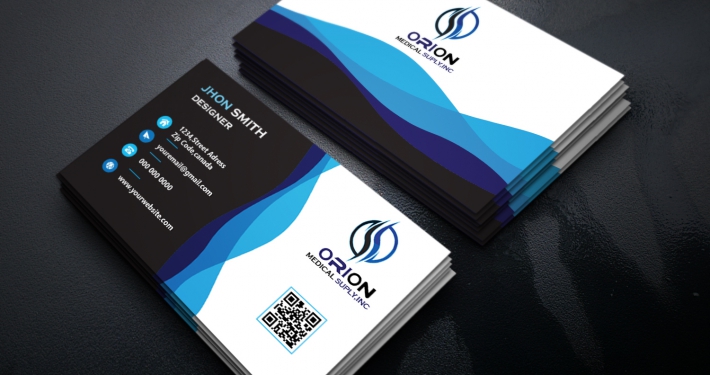 ORION
MEDICAL SUPLY.INC
JHON SMITH
DESIGNER
1234,Street Adress
Zip Code,canada
youremail@gmail.com
000 000 0000
www.yourwebsite.com
ORION
MEDICAL SUPLY.INC